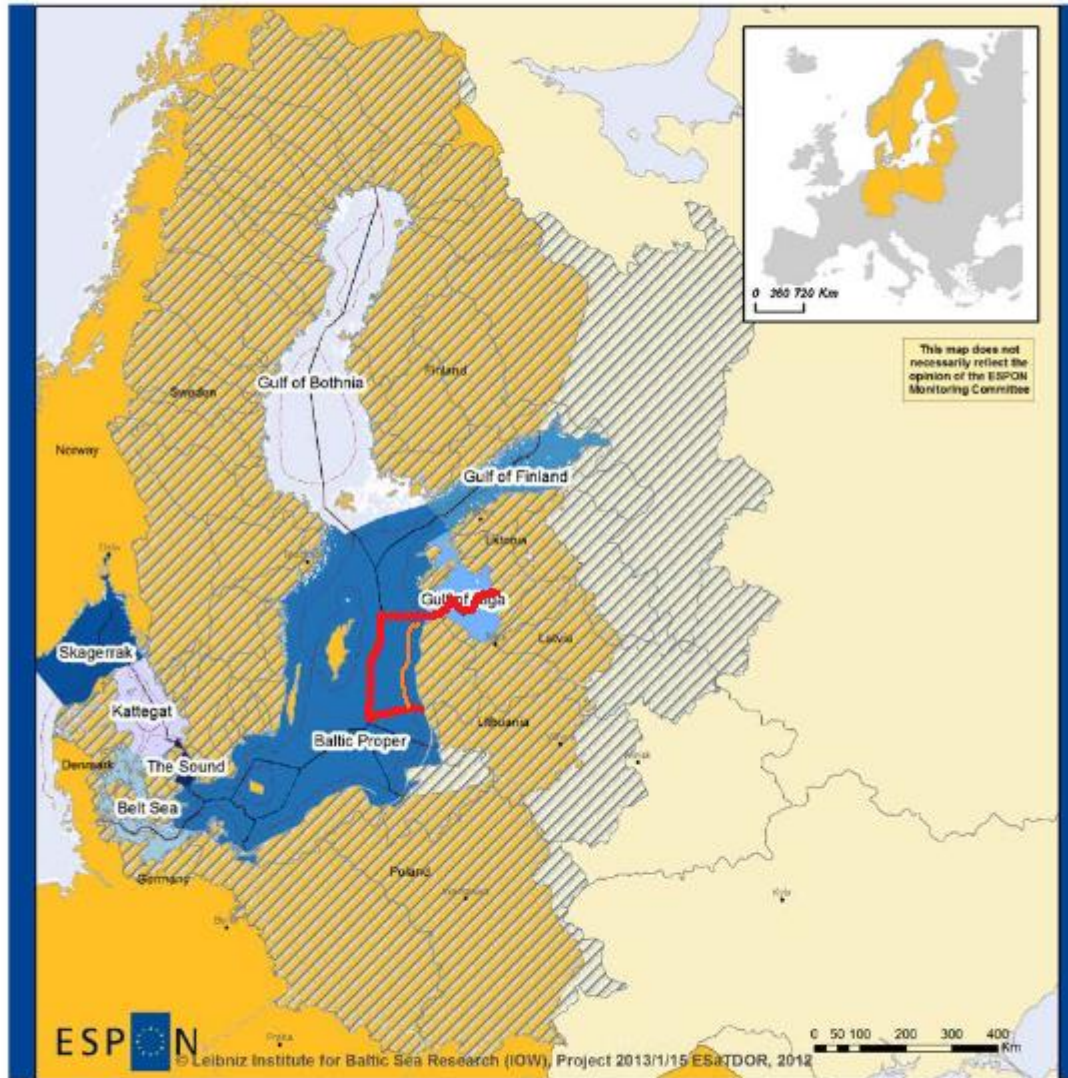 0 360 720 Km
This map does not
necessarily reflect the
opinion of the ESPON
Monitoring Committee
Finland
Gulf of Bothnia
Sweden
Norway
Gulf of Finland
Gulf of Riga
Skagerrak
Latvia
Kattegat
Lithuania
Baltic Proper
The Sound
Denmark
Belt Sea
Poland
Germany
ESPON
0 50 100 200 300 400
Km
© Leibniz Institute for Baltic Sea Research (IOW), Project 2013/1/15 ESaTDOR, 2012